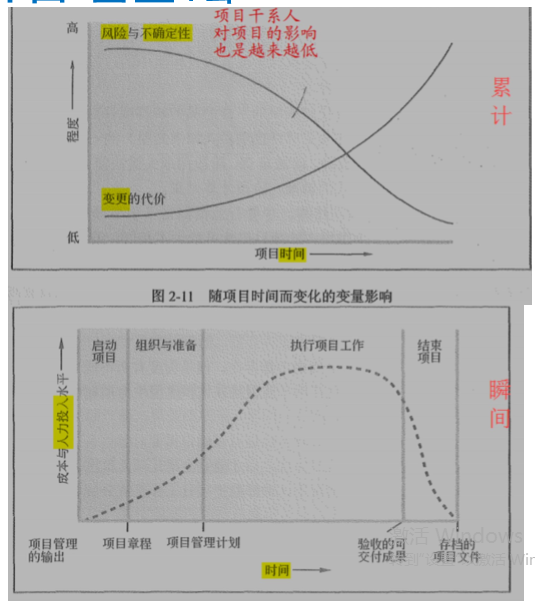 项目干系人
对项目的影响
也是越来越低
高
风险与不确定性
累计
程度
变更的代价
低
项目时间
图 2-11 随项目时间而变化的变量影响
启动项目
组织与准备
执行项目工作
结束项目
成本与人力投入水平
瞬间
项目管理的输出
项目章程
项目管理计划
验收的可交付成果
存档的项目文件
激活 Windows
时间